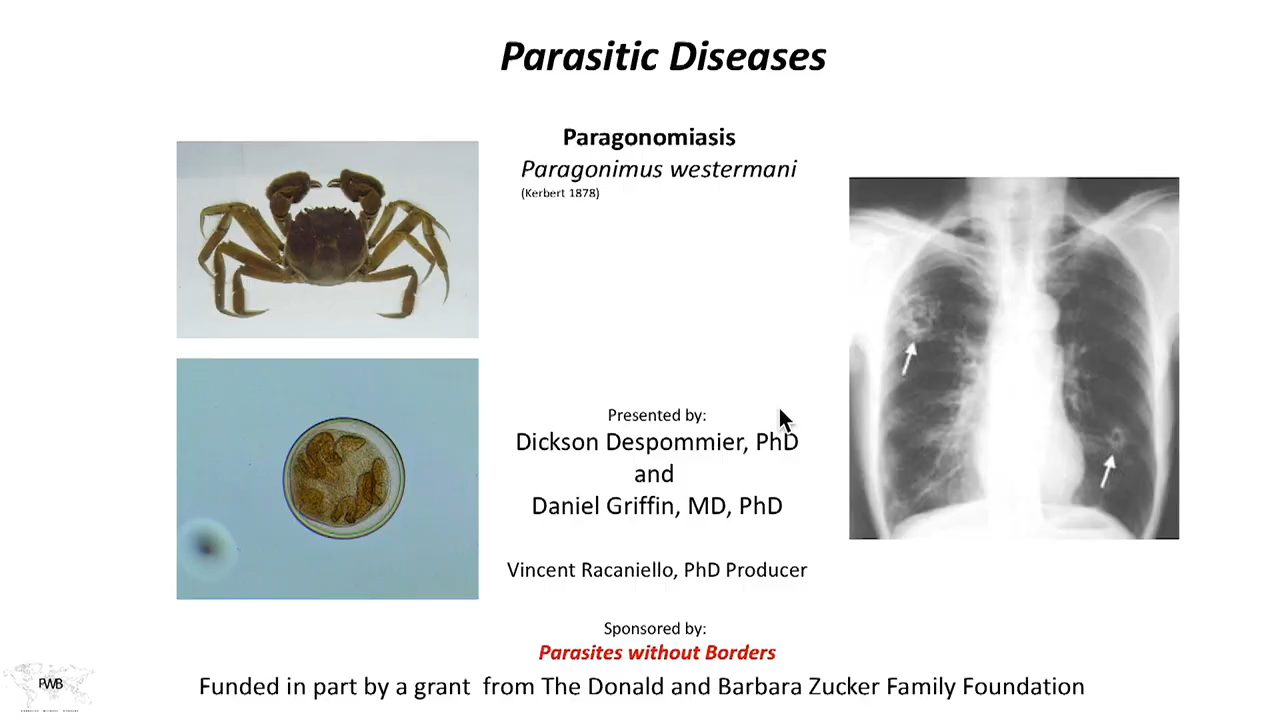 Parasitic Diseases
Paragonomiasis
Paragonimus westermani
(Kerbert 1878)
Presented by:
Dickson Despommier, PhD
and
Daniel Griffin, MD, PhD
Vincent Racaniello, PhD Producer
Sponsored by:
Parasites without Borders
Funded in part by a grant from The Donald and Barbara Zucker Family Foundation
PWB